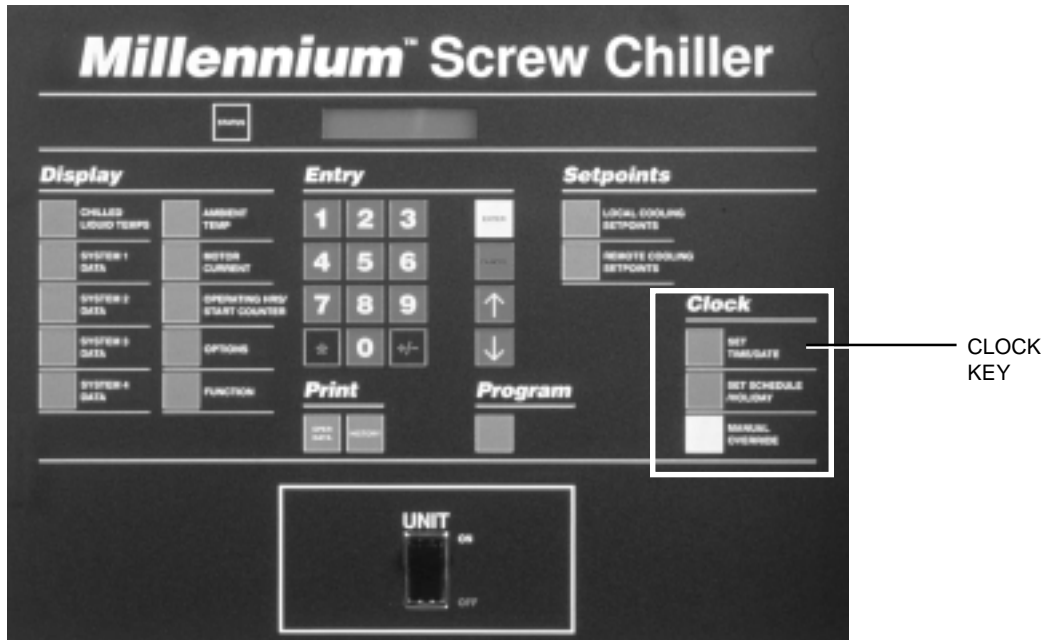 Millennium™ Screw Chiller
STATUS
Display
CHILLED
LIQUID TEMPS
AMBIENT
TEMP
SYSTEM 1
DATA
MOTOR
CURRENT
SYSTEM 2
DATA
OPERATING HRS/
START COUNTER
SYSTEM 3
DATA
OPTIONS
SYSTEM 4
DATA
FUNCTION
Entry
1 2 3
ENTER
4 5 6
7 8 9
↑
0 +/-
↓
Print
OPER
DATA
HISTORY
Program
Setpoints
LOCAL COOLING
SETPOINTS
REMOTE COOLING
SETPOINTS
Clock
SET
TIME/DATE
SET SCHEDULE
/HOLIDAY
MANUAL
OVERRIDE
CLOCK
KEY
UNIT
ON
OFF